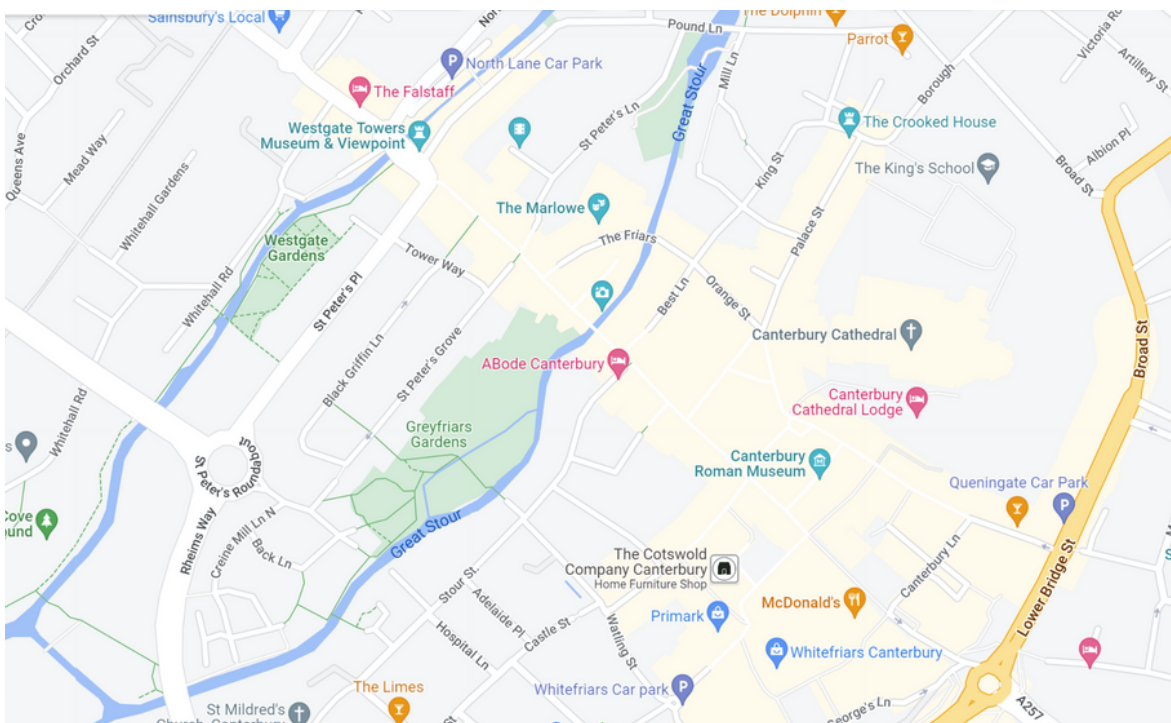 Sainsbury's Local
Orchard St
Queens Ave
Mead Way
Whitehall Gardens
Whitehall Rd
North Lane Car Park
The Falstaff
Westgate Towers
Museum & Viewpoint
St Peter's Ln
Pound Ln
The Dolphin
Parrot
Victoria Rd
Artillery St
Great Stour
Mill Ln
Borough
The Crooked House
King St
The King's School
Albion Pl
Broad St
The Marlowe
The Friars
Palace St
Westgate
Gardens
Tower Way
St Peter's Pl
Best Ln
Orange St
Canterbury Cathedral
Broad St
Black Griffin Ln
St Peter's Grove
ABode Canterbury
Canterbury
Cathedral Lodge
Whitehall Rd
Greyfriars
Gardens
St Peter's Roundabout
Canterbury
Roman Museum
Queningate Car Park
Great Stour
Rheims Way
Creine Mill Ln N
Back Ln
The Cotswold
Company Canterbury
Home Furniture Shop
Canterbury Ln
Lower Bridge St
Stour St
Adelaide Pl
Hospital Ln
Castle St
Watling St
Primark
McDonald's
Whitefriars Canterbury
Whitefriars Car park
The Limes
St Mildred's
Church, Canterbury
George's Ln
A257